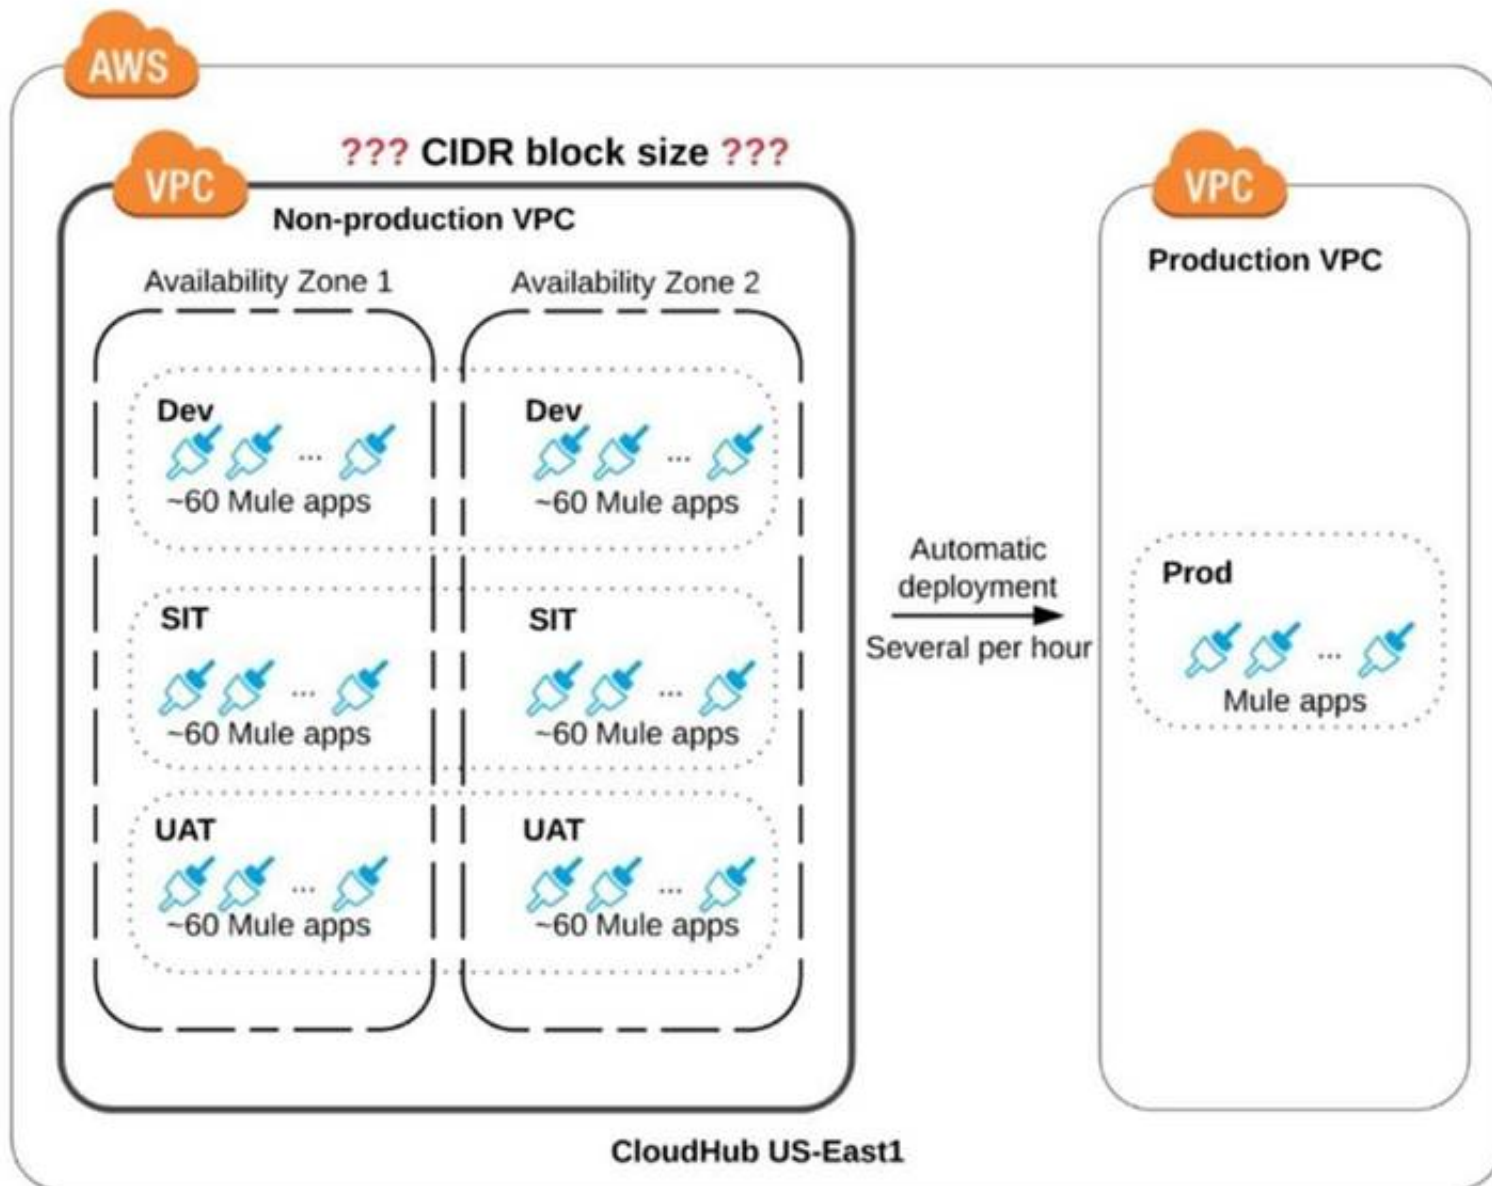 AWS
??? CIDR block size ???
VPC
Non-production VPC
Availability Zone 1
Availability Zone 2
Dev
...
~60 Mule apps
Dev
...
~60 Mule apps
SIT
...
~60 Mule apps
SIT
...
~60 Mule apps
UAT
...
~60 Mule apps
UAT
...
~60 Mule apps
Automatic
deployment
Several per hour
VPC
Production VPC
Prod
...
Mule apps
CloudHub US-East1